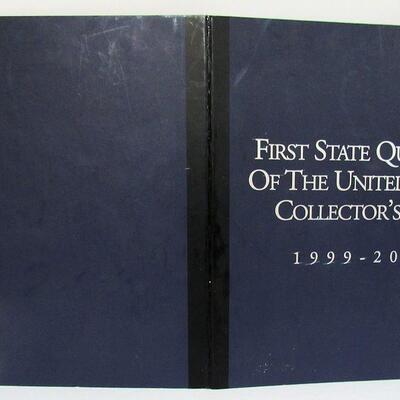 FIRST STATE QU
OF THE UNITED
COLLECTOR'S
1999-20